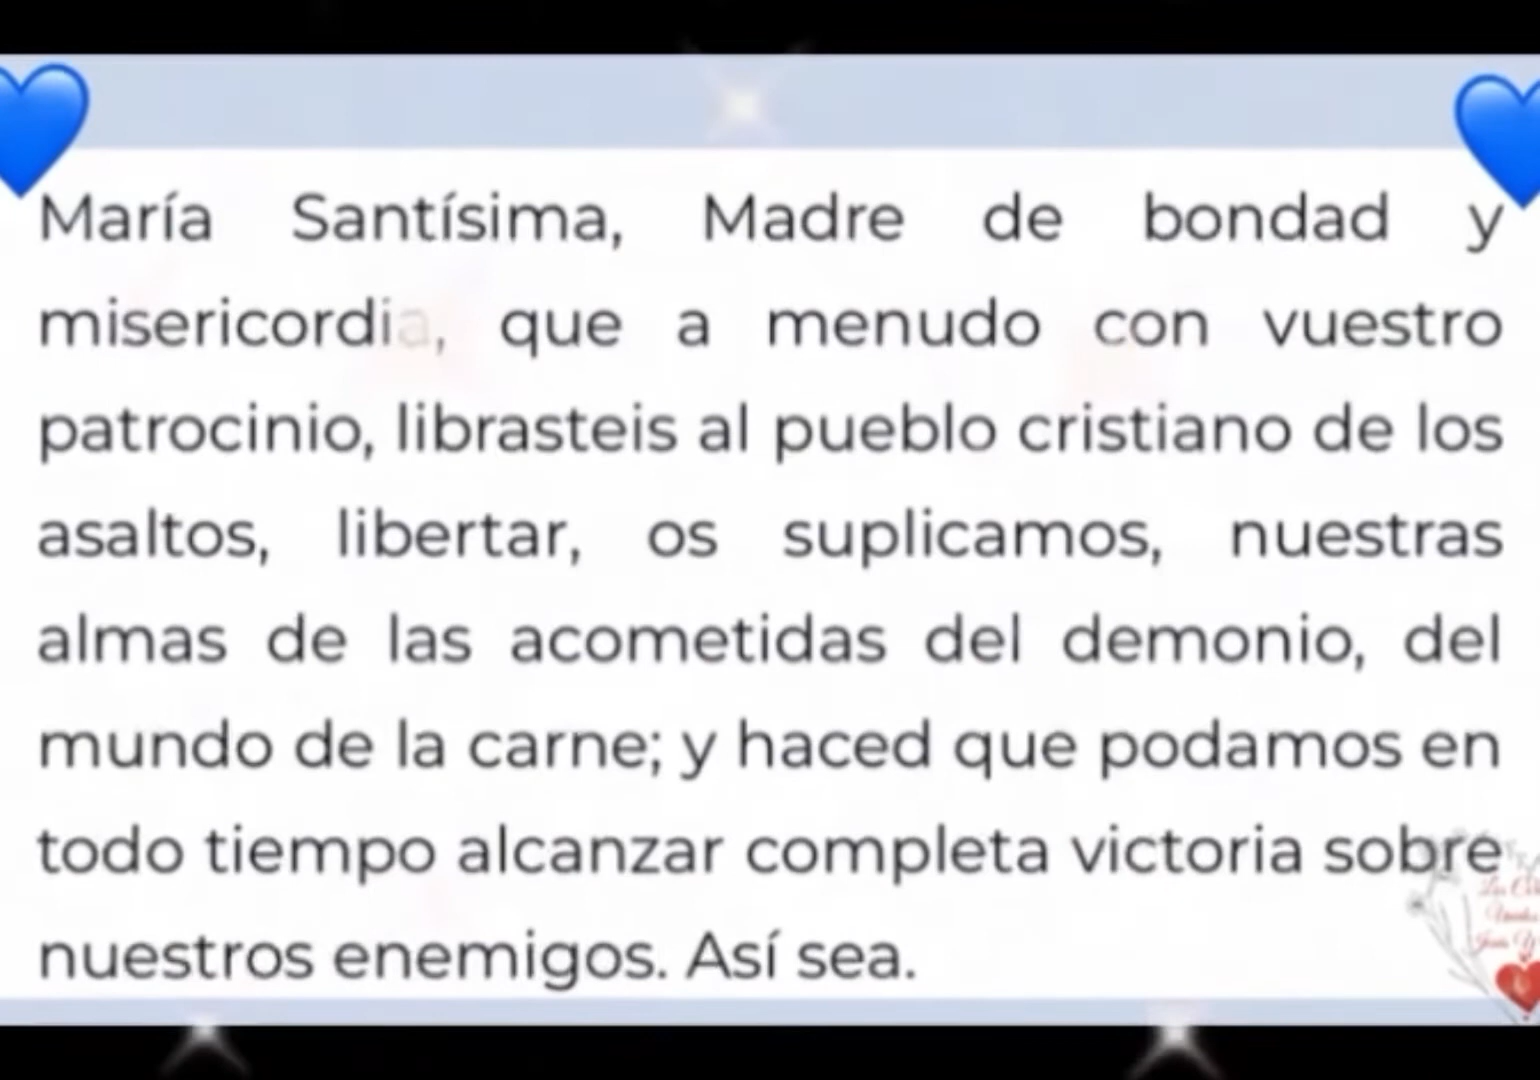 María Santísima, Madre de bondad y
misericordia, que a menudo con vuestro
patrocinio, librasteis al pueblo cristiano de los
asaltos, libertar, os suplicamos, nuestras
almas de las acometidas del demonio, del
mundo de la carne; y haced que podamos en
todo tiempo alcanzar completa victoria sobre
nuestros enemigos. Así sea.